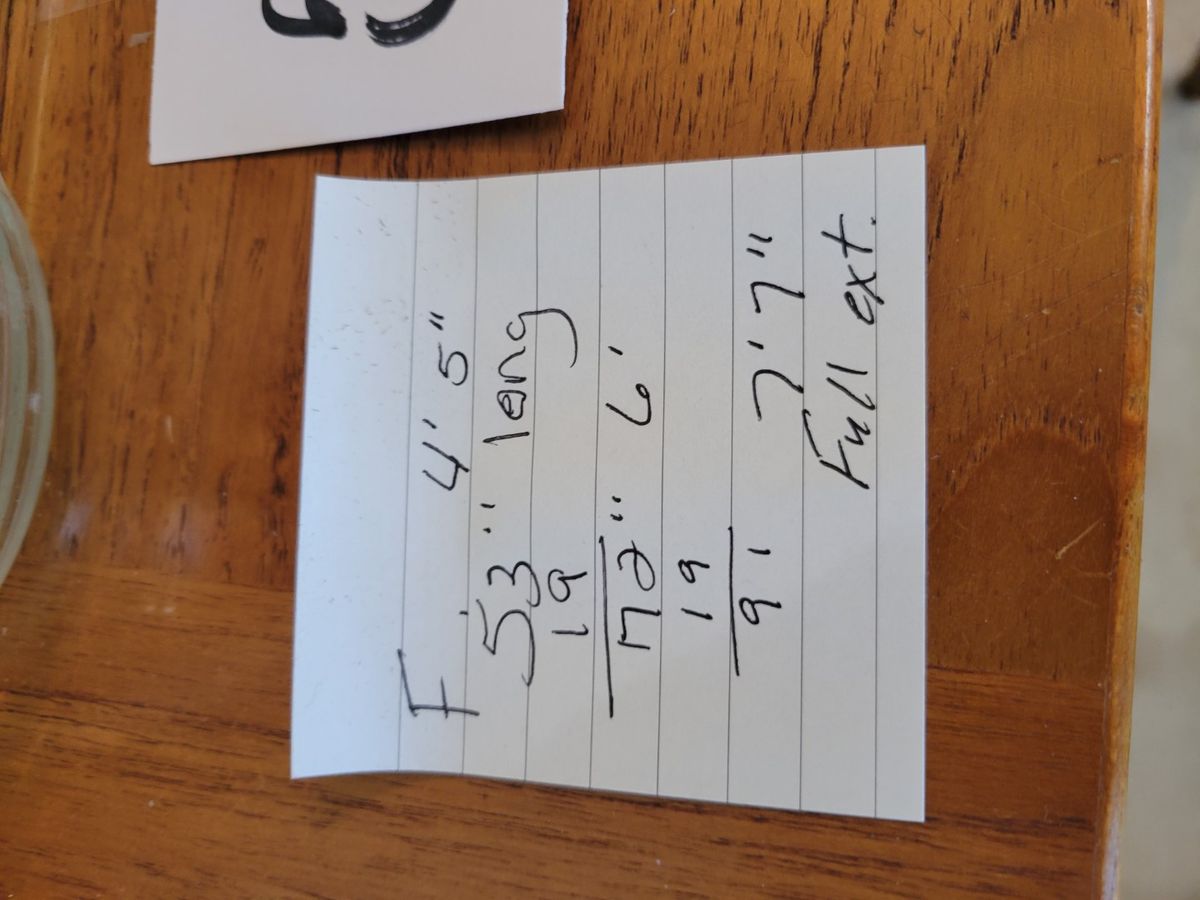 F 4' 5"
53" long
19
72" 6'
19
91 7' 7"
Full ext.